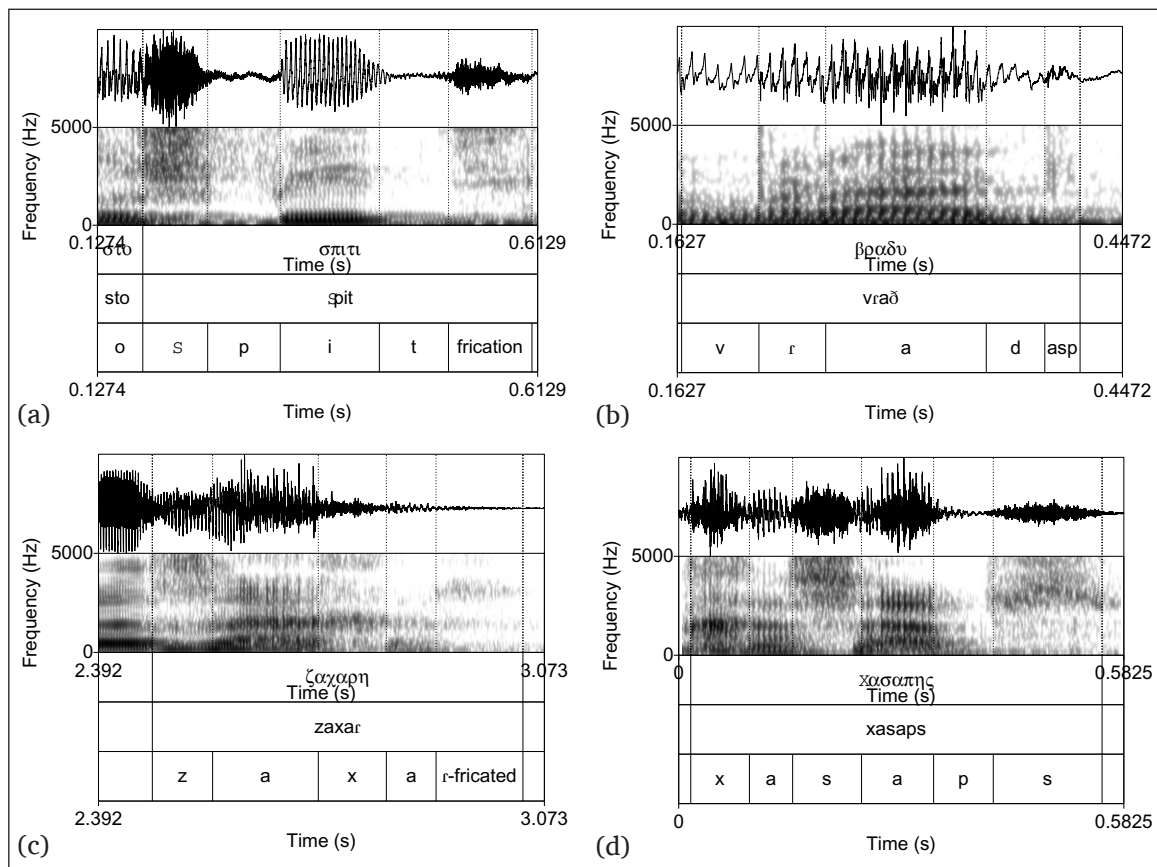 5000
Frequency (Hz)
0
0.1274
0.6129
στο
σπιτι
Time (s)
sto
spit
o
S
p
i
t
frication
0.1274
0.6129
(a)
Time (s)
5000
Frequency (Hz)
0
0.1627
0.4472
βραδυ
Time (s)
vɾað
v
ɾ
a
d
asp
0.1627
0.4472
(b)
Time (s)
5000
Frequency (Hz)
0
2.392
3.073
ζαχαρη
Time (s)
zaxaɾ
z
a
x
a
ɾ-fricated
2.392
3.073
(c)
Time (s)
5000
Frequency (Hz)
0
0
0.5825
χασαπης
Time (s)
xasaps
x
a
s
a
p
s
0
0.5825
(d)
Time (s)